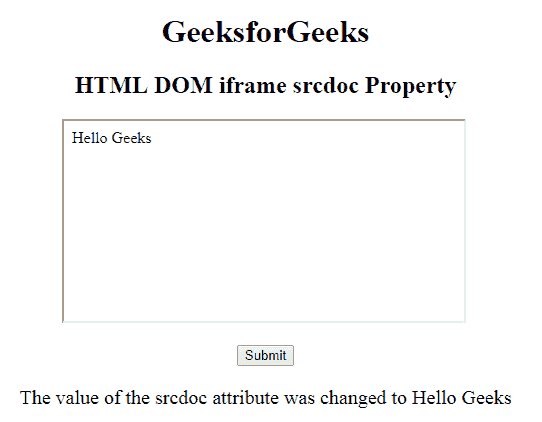 GeeksforGeeks
HTML DOM iframe srcdoc Property
Hello Geeks
Submit
The value of the srcdoc attribute was changed to Hello Geeks